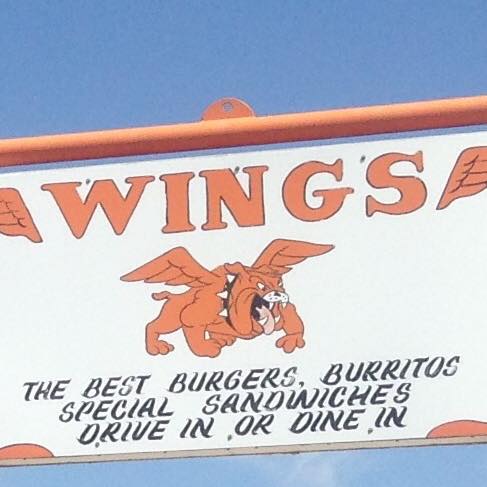 WINGS
THE BEST BURGERS, BURRITOS
SPECIAL SANDWICHES
DRIVE IN OR DINE IN